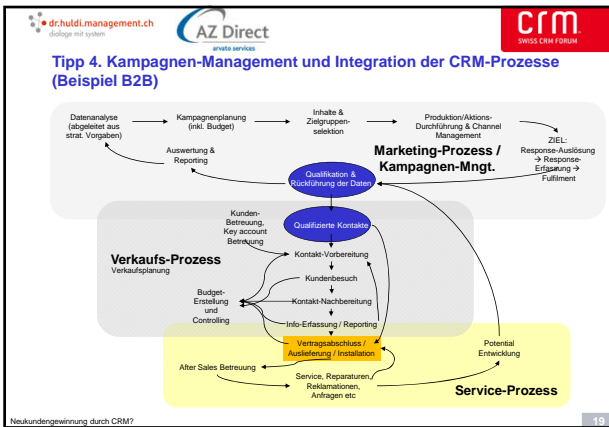 dr.huldi.management.ch
dialoge mit system
AZ Direct
arvato services
crm
SWISS CRM FORUM
Tipp 4. Kampagnen-Management und Integration der CRM-Prozesse
(Beispiel B2B)
Datenanalyse
(abgeleitet aus
strat. Vorgaben)
Kampagnenplanung
(inkl. Budget)
Inhalte &
Zielgruppen-
selektion
Produktion/Aktions-
Durchführung & Channel
Management
ZIEL:
Response-Auslösung
→ Response-
Erfassung →
Fulfilment
Marketing-Prozess /
Kampagnen-Mngt.
Auswertung &
Reporting
Qualifikation &
Rückführung der Daten
Kunden-
Betreuung,
Key account
Betreuung
Qualifizierte Kontakte
Verkaufs-Prozess
Verkaufsplanung
Kontakt-Vorbereitung
Kundenbesuch
Budget-
Erstellung
und
Controlling
Kontakt-Nachbereitung
Info-Erfassung / Reporting
Vertragsabschluss /
Auslieferung / Installation
Potential
Entwicklung
After Sales Betreuung
Service, Reparaturen,
Reklamationen,
Anfragen etc
Service-Prozess
Neukundengewinnung durch CRM?
19